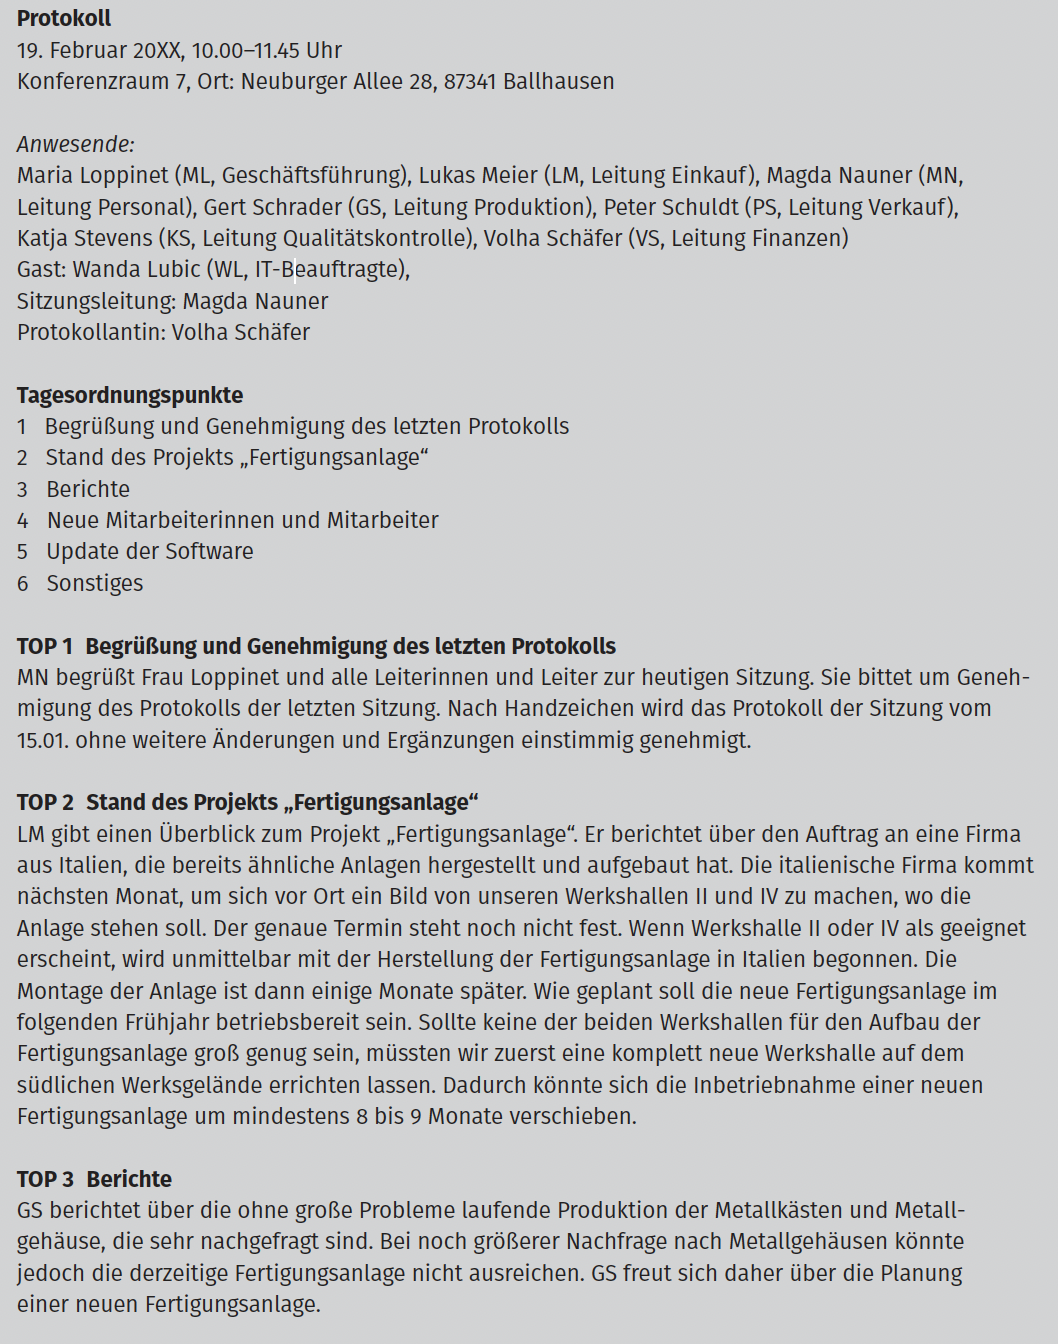 Protokoll
19. Februar 20XX, 10.00–11.45 Uhr
Konferenzraum 7, Ort: Neuburger Allee 28, 87341 Ballhausen
Anwesende:
Maria Loppinet (ML, Geschäftsführung), Lukas Meier (LM, Leitung Einkauf), Magda Nauner (MN,
Leitung Personal), Gert Schrader (GS, Leitung Produktion), Peter Schuldt (PS, Leitung Verkauf),
Katja Stevens (KS, Leitung Qualitätskontrolle), Volha Schäfer (VS, Leitung Finanzen)
Gast: Wanda Lubic (WL, IT-Beauftragte),
Sitzungsleitung: Magda Nauner
Protokollantin: Volha Schäfer
Tagesordnungspunkte
1 Begrüßung und Genehmigung des letzten Protokolls
2 Stand des Projekts „Fertigungsanlage“
3 Berichte
4 Neue Mitarbeiterinnen und Mitarbeiter
5 Update der Software
6 Sonstiges
TOP 1 Begrüßung und Genehmigung des letzten Protokolls
MN begrüßt Frau Loppinet und alle Leiterinnen und Leiter zur heutigen Sitzung. Sie bittet um Geneh-
migung des Protokolls der letzten Sitzung. Nach Handzeichen wird das Protokoll der Sitzung vom
15.01. ohne weitere Änderungen und Ergänzungen einstimmig genehmigt.
TOP 2 Stand des Projekts „Fertigungsanlage“
LM gibt einen Überblick zum Projekt „Fertigungsanlage“. Er berichtet über den Auftrag an eine Firma
aus Italien, die bereits ähnliche Anlagen hergestellt und aufgebaut hat. Die italienische Firma kommt
nächsten Monat, um sich vor Ort ein Bild von unseren Werkshallen II und IV zu machen, wo die
Anlage stehen soll. Der genaue Termin steht noch nicht fest. Wenn Werkshalle II oder IV als geeignet
erscheint, wird unmittelbar mit der Herstellung der Fertigungsanlage in Italien begonnen. Die
Montage der Anlage ist dann einige Monate später. Wie geplant soll die neue Fertigungsanlage im
folgenden Frühjahr betriebsbereit sein. Sollte keine der beiden Werkshallen für den Aufbau der
Fertigungsanlage groß genug sein, müssten wir zuerst eine komplett neue Werkshalle auf dem
südlichen Werksgelände errichten lassen. Dadurch könnte sich die Inbetriebnahme einer neuen
Fertigungsanlage um mindestens 8 bis 9 Monate verschieben.
TOP 3 Berichte
GS berichtet über die ohne große Probleme laufende Produktion der Metallkästen und Metall-
gehäuse, die sehr nachgefragt sind. Bei noch größerer Nachfrage nach Metallgehäusen könnte
jedoch die derzeitige Fertigungsanlage nicht ausreichen. GS freut sich daher über die Planung
einer neuen Fertigungsanlage.